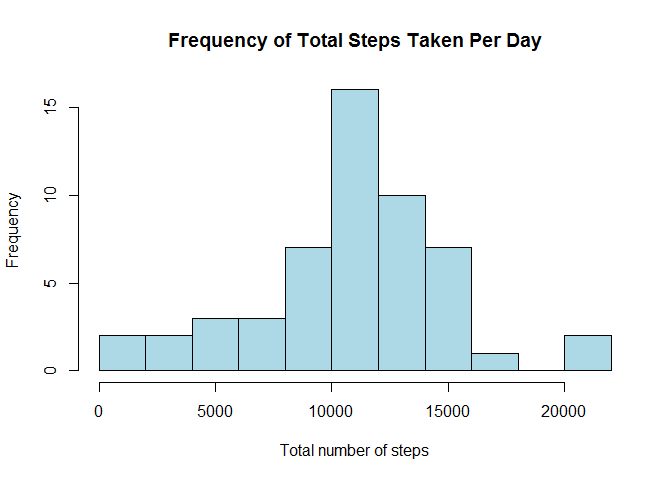 Frequency of Total Steps Taken Per Day
15
10
5
0
Frequency
0 5000 10000 15000 20000
Total number of steps